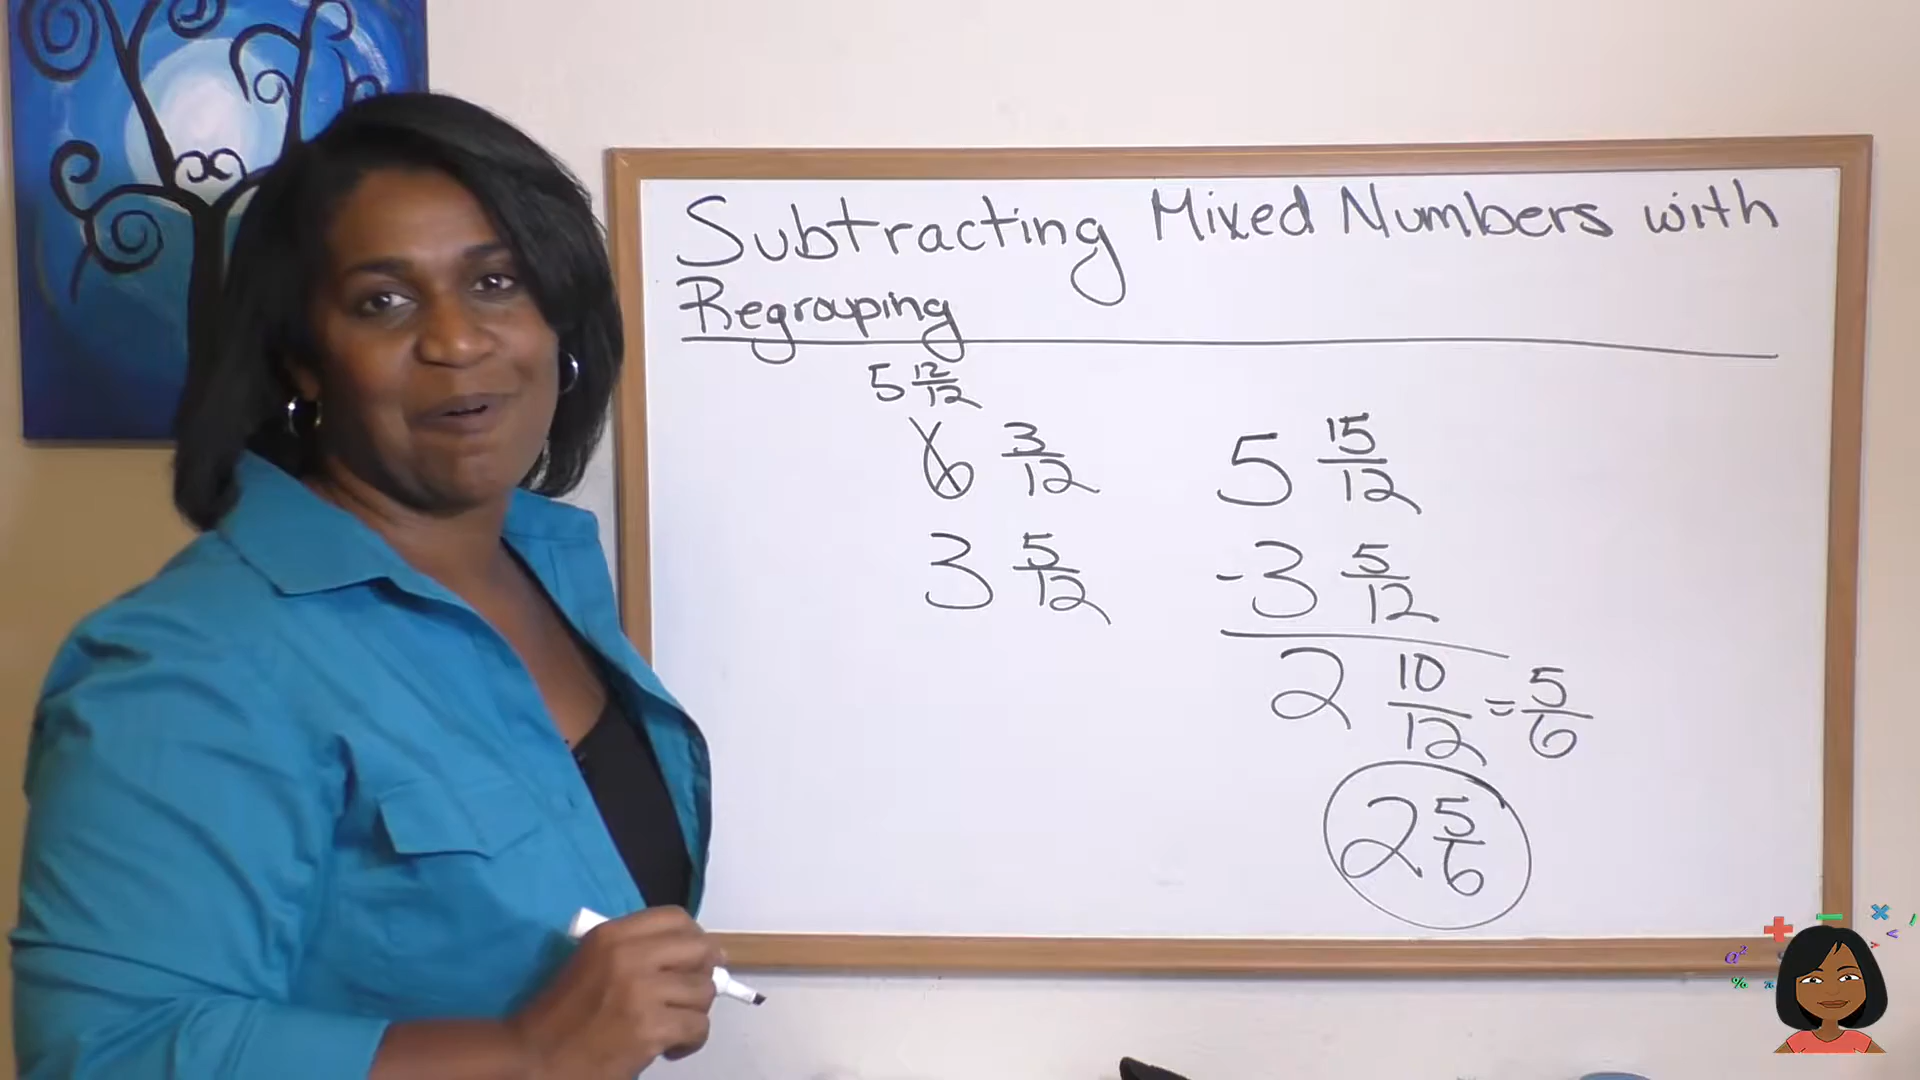 Subtracting Mixed Numbers with
Regrouping
5 12/12
6 3/12
3 5/12
5 15/12
-3 5/12
2 10/12 = 5/6
2 5/6